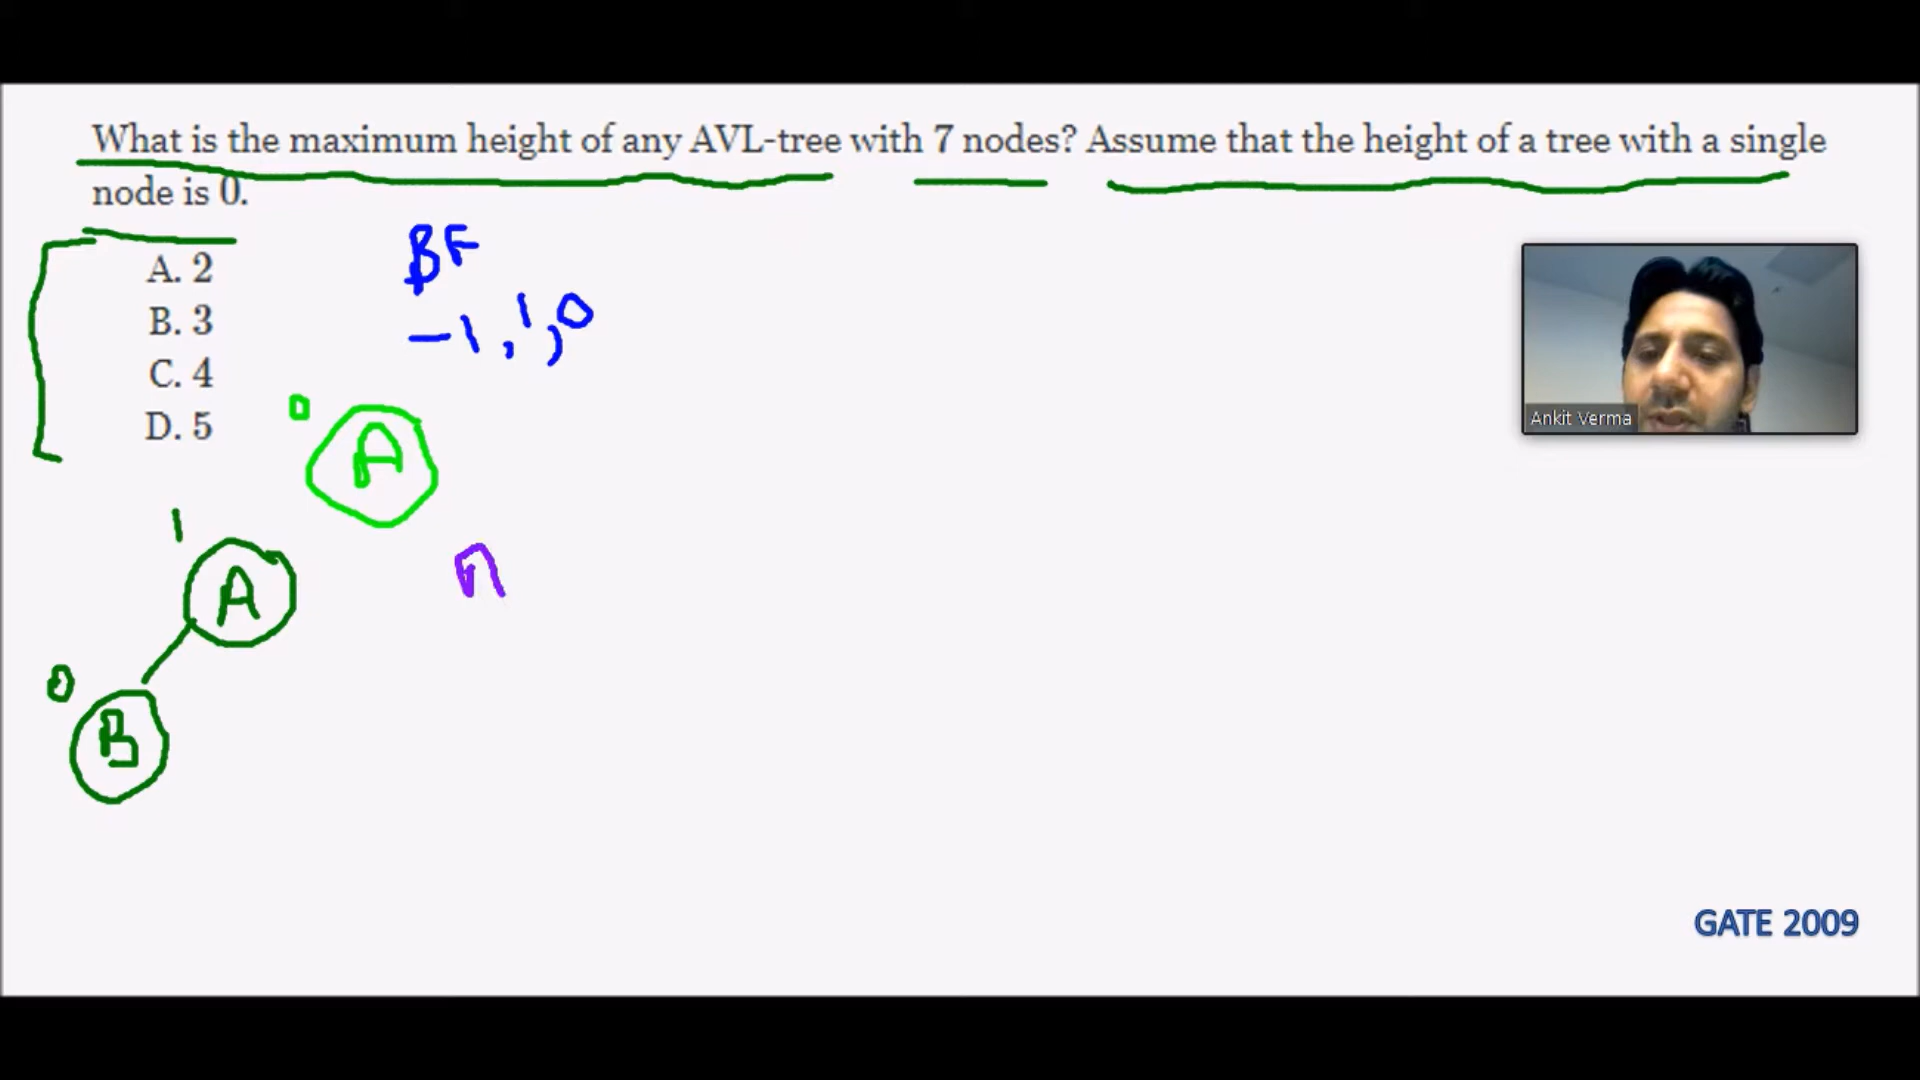 What is the maximum height of any AVL-tree with 7 nodes? Assume that the height of a tree with a single
node is 0.
A. 2
B. 3
C. 4
D. 5
BF
-1, 1, 0
0
A
1
A
0
B
Ankit Verma
GATE 2009